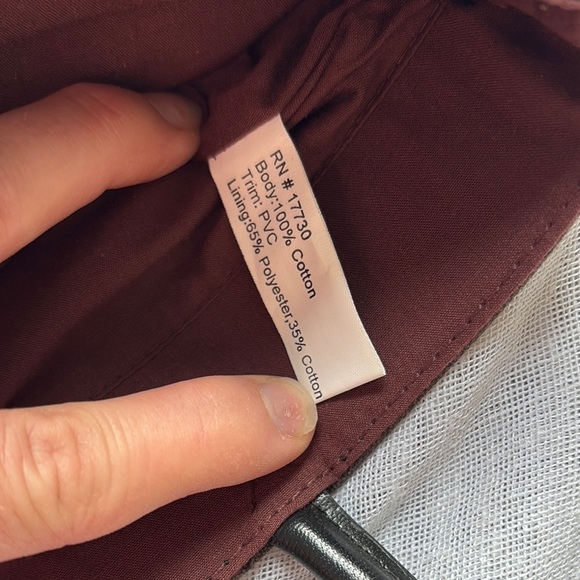 RN # 17730
Body:100% Cotton
Trim: PVC
Lining:65% Polyester,35% Cotton